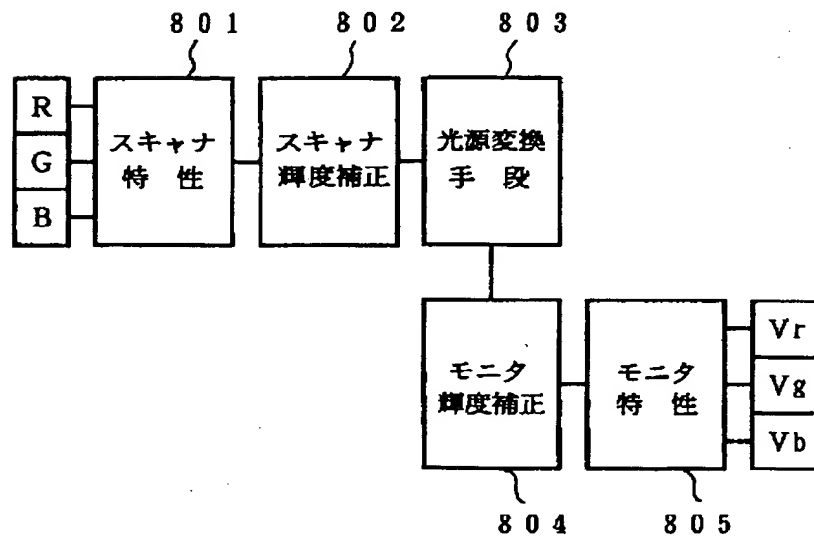 ８０１
８０２
８０３
R
G
B
スキャナ
特　性
スキャナ
輝度補正
光源変換
手　段
モニタ
輝度補正
モニタ
特　性
Vr
Vg
Vb
８０４
８０５